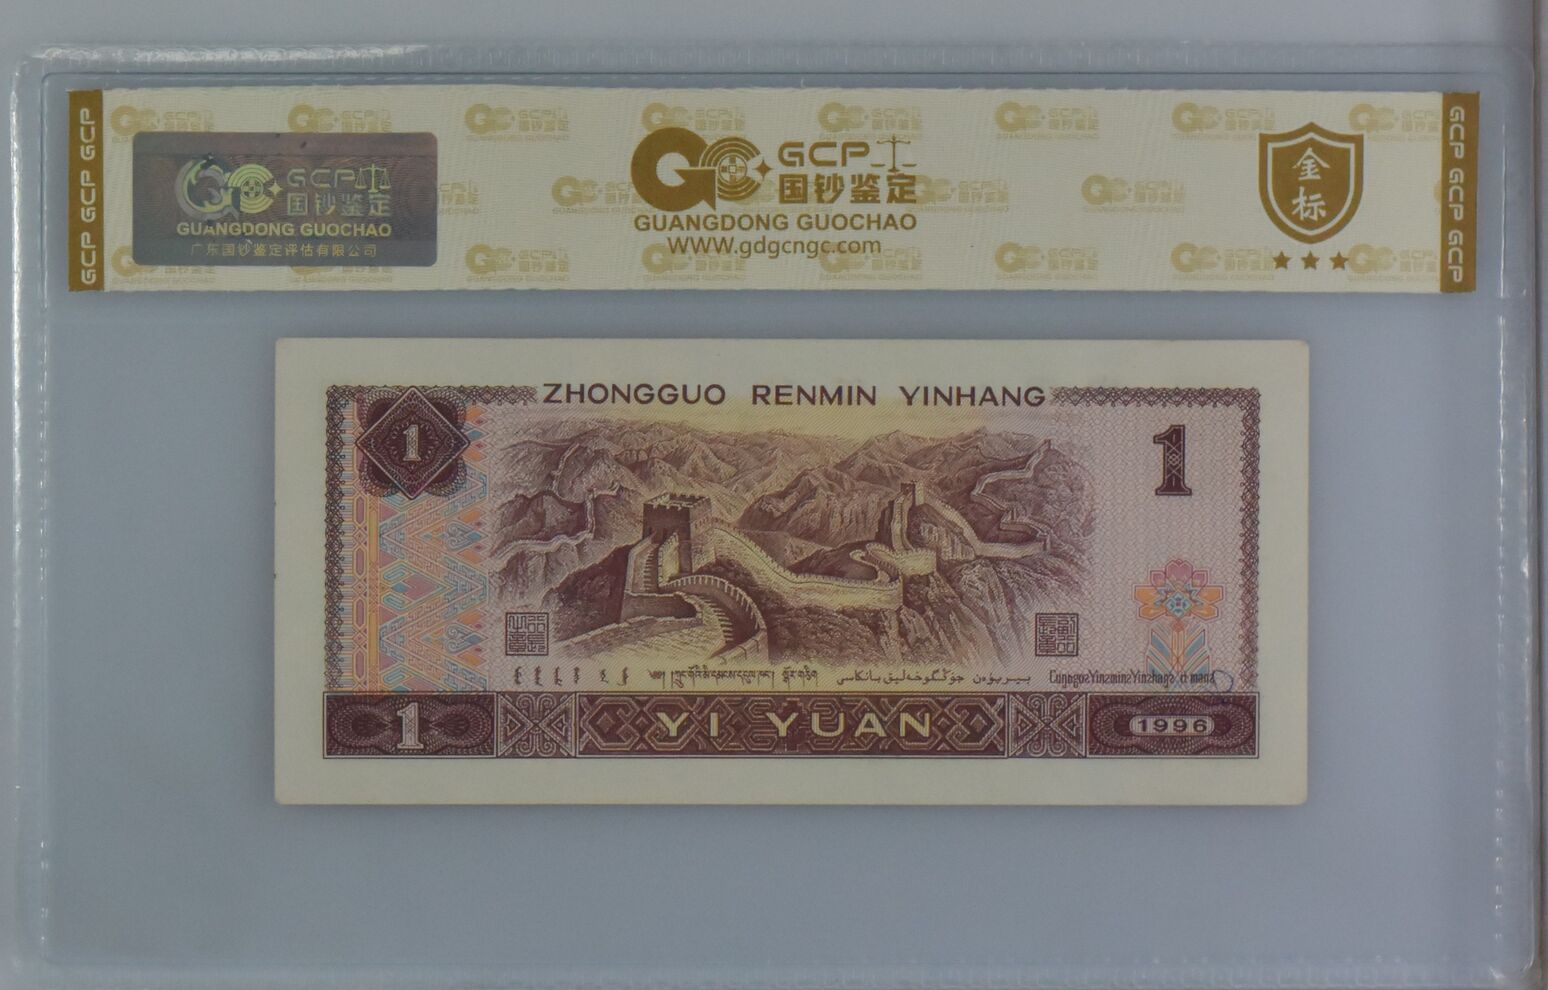 GCP GCP GCP
GCP
国钞鉴定
GUANGDONG GUOCHAO
广东国钞鉴定评估有限公司
GCP
国钞鉴定
GUANGDONG GUOCHAO
WWW.gdgcngc.com
金
标
GCP GCP GCP
ZHONGGUO RENMIN YINHANG
1
1
1
YI YUAN
1996